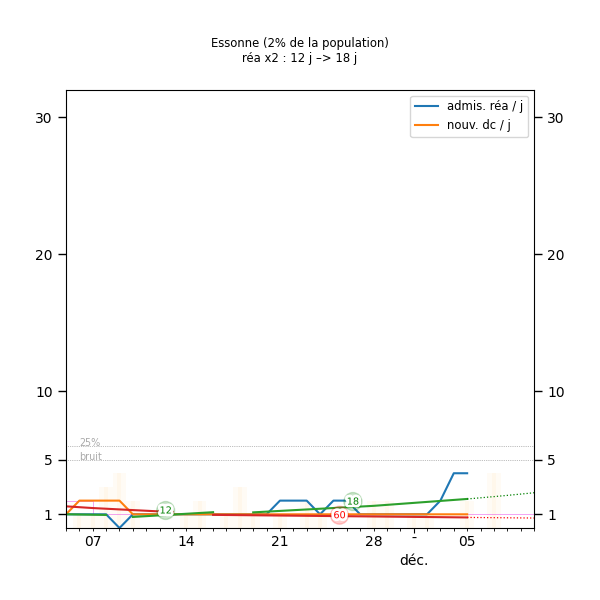 Essonne (2% de la population)
réa x2 : 12 j –> 18 j
admis. réa / j
nouv. dc / j
30 30
20 20
10 10
25%
bruit
5 5
18
12
60
1 1
07 14 21 28 - 05
déc.